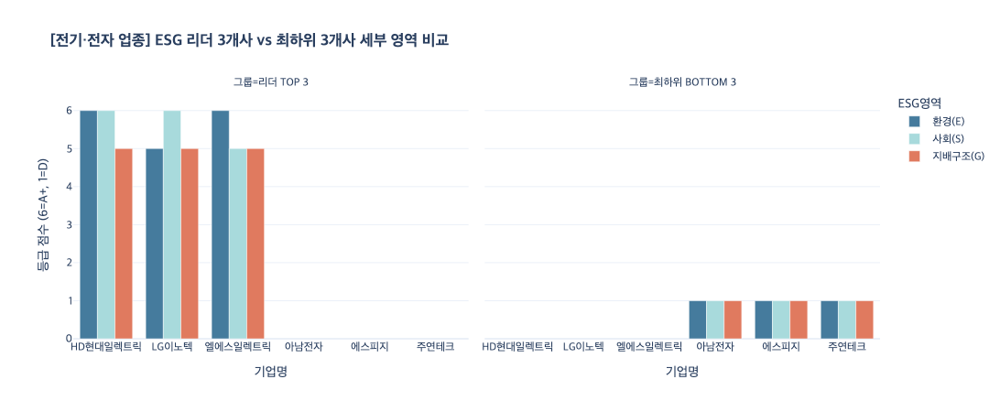 [전기·전자 업종] ESG 리더 3개사 vs 최하위 3개사 세부 영역 비교
그룹=리더 TOP 3
그룹=최하위 BOTTOM 3
ESG영역
환경(E)
사회(S)
지배구조(G)
등급 점수 (6=A+, 1=D)
6
5
4
3
2
1
0
HD현대일렉트릭 LG이노텍 엘에스일렉트릭 아남전자 에스피지 주연테크
HD현대일렉트릭 LG이노텍 엘에스일렉트릭 아남전자 에스피지 주연테크
기업명
기업명